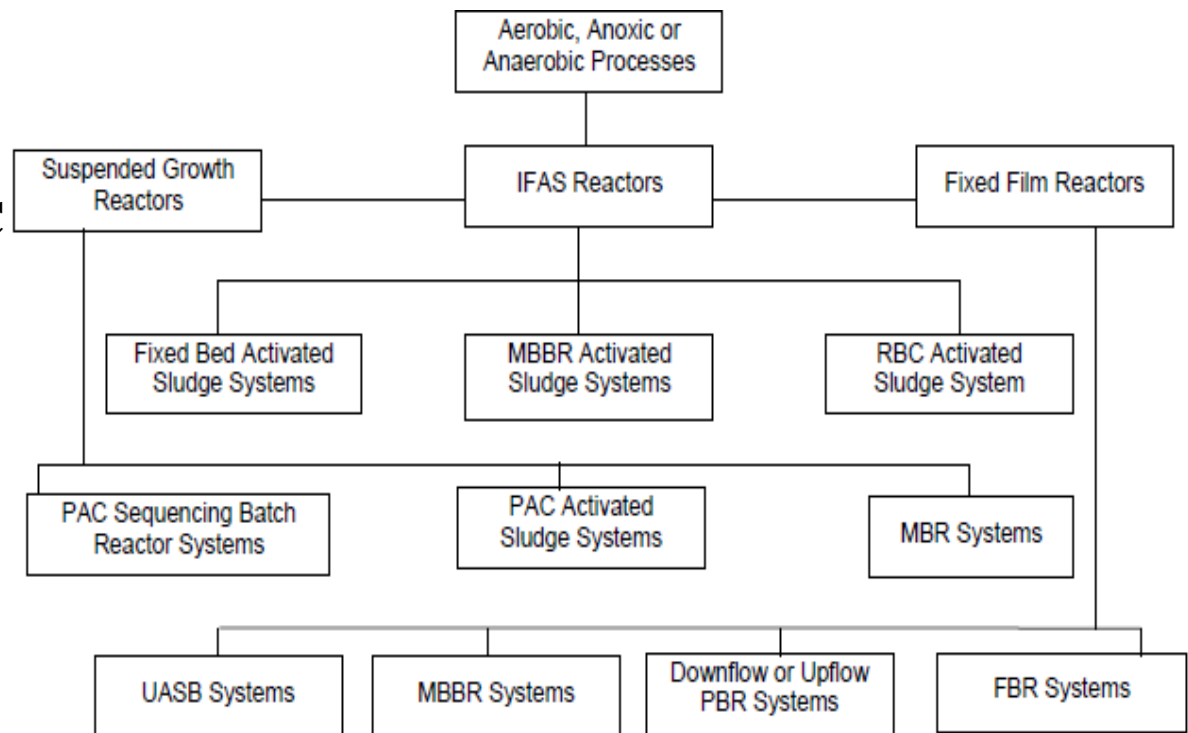 Aerobic, Anoxic or
Anaerobic Processes
Suspended Growth
Reactors
IFAS Reactors
Fixed Film Reactors
Fixed Bed Activated
Sludge Systems
MBBR Activated
Sludge Systems
RBC Activated
Sludge System
PAC Sequencing Batch
Reactor Systems
PAC Activated
Sludge Systems
MBR Systems
UASB Systems
MBBR Systems
Downflow or Upflow
PBR Systems
FBR Systems